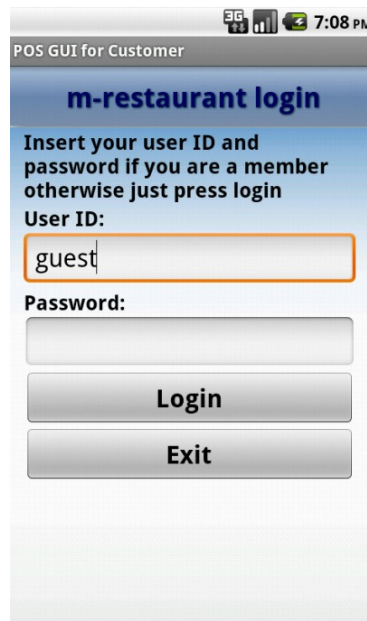 3G 7:08 PM
POS GUI for Customer
m-restaurant login
Insert your user ID and
password if you are a member
otherwise just press login
User ID:
guest
Password:
Login
Exit